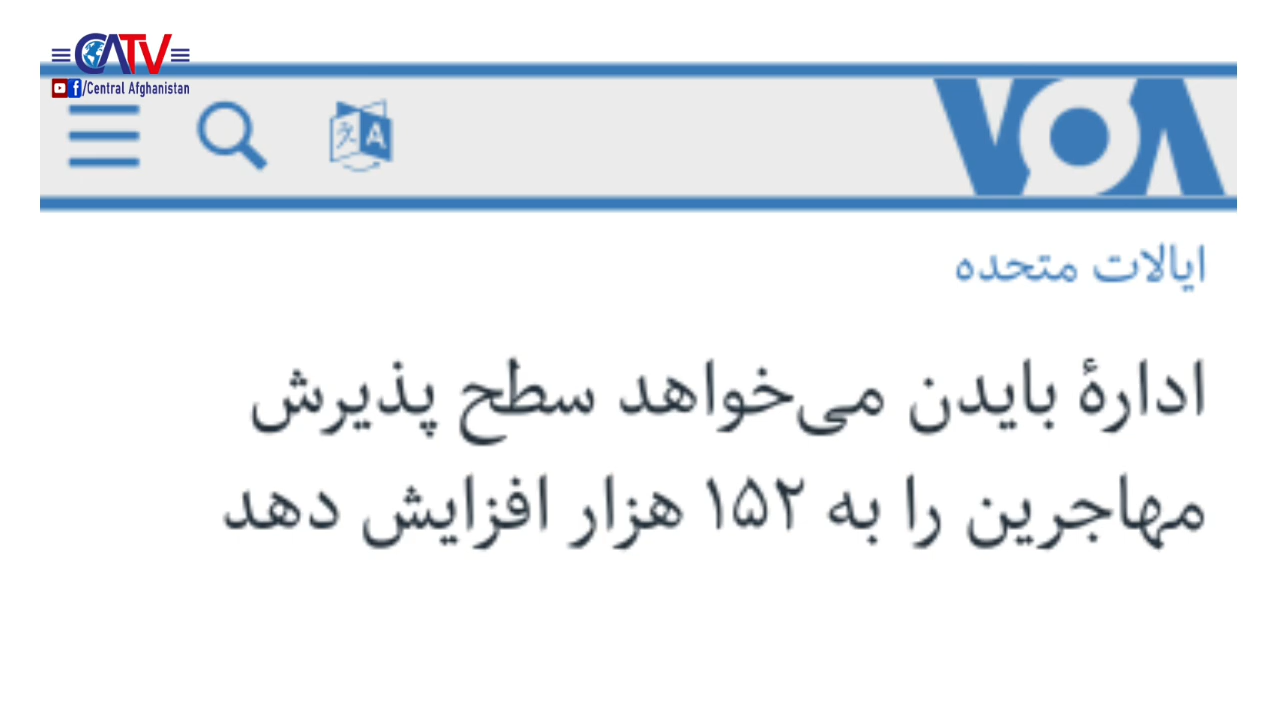 CATV
/Central Afghanistan
VOA
ایالات متحده
ادارۀ بایدن می‌خواهد سطح پذیرش
مهاجرین را به ۱۵۲ هزار افزایش دهد